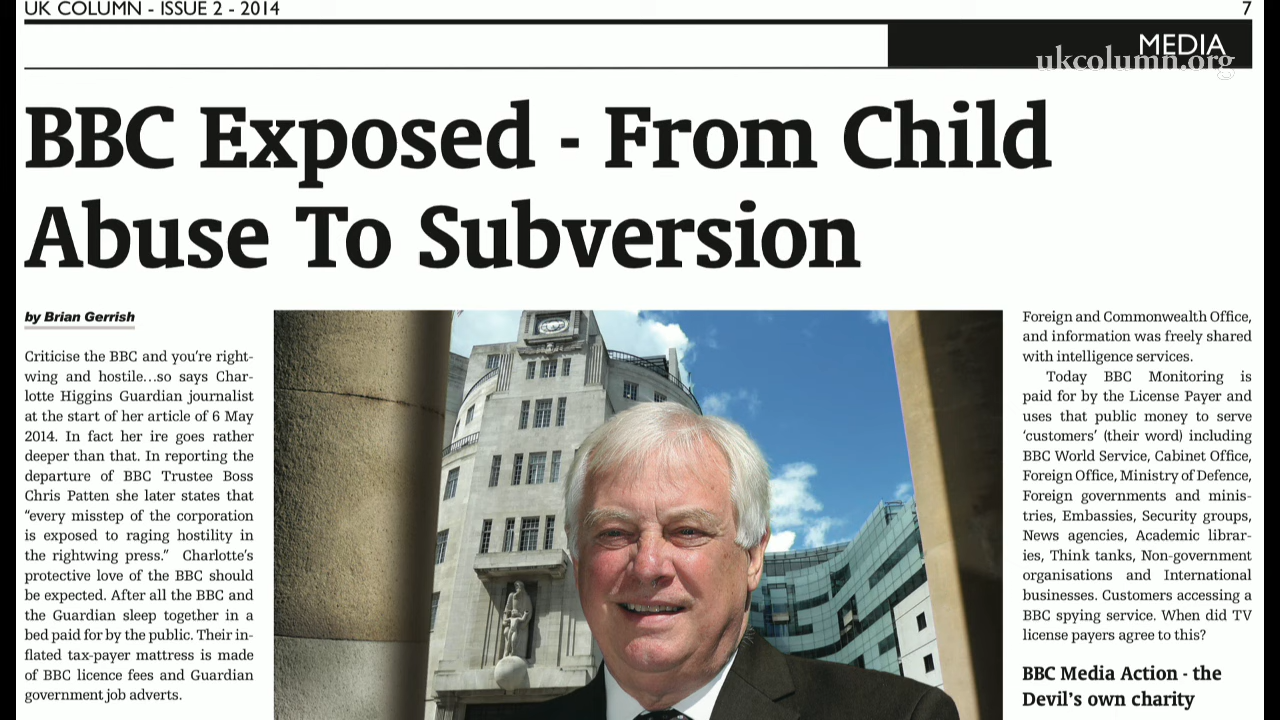 UK COLUMN - ISSUE 2 - 2014
7
MEDIA
ukcolumn.org
BBC Exposed - From Child
Abuse To Subversion
by Brian Gerrish
Criticise the BBC and you're right-
wing and hostile…so says Char-
lotte Higgins Guardian journalist
at the start of her article of 6 May
2014. In fact her ire goes rather
deeper than that. In reporting the
departure of BBC Trustee Boss
Chris Patten she later states that
“every misstep of the corporation
is exposed to raging hostility in
the rightwing press.” Charlotte's
protective love of the BBC should
be expected. After all the BBC and
the Guardian sleep together in a
bed paid for by the public. Their in-
flated tax-payer mattress is made
of BBC licence fees and Guardian
government job adverts.
Foreign and Commonwealth Office,
and information was freely shared
with intelligence services.
Today BBC Monitoring is
paid for by the License Payer and
uses that public money to serve
‘customers’ (their word) including
BBC World Service, Cabinet Office,
Foreign Office, Ministry of Defence,
Foreign governments and minis-
tries, Embassies, Security groups,
News agencies, Academic librar-
ies, Think tanks, Non-government
organisations and International
businesses. Customers accessing a
BBC spying service. When did TV
license payers agree to this?
BBC Media Action - the
Devil's own charity